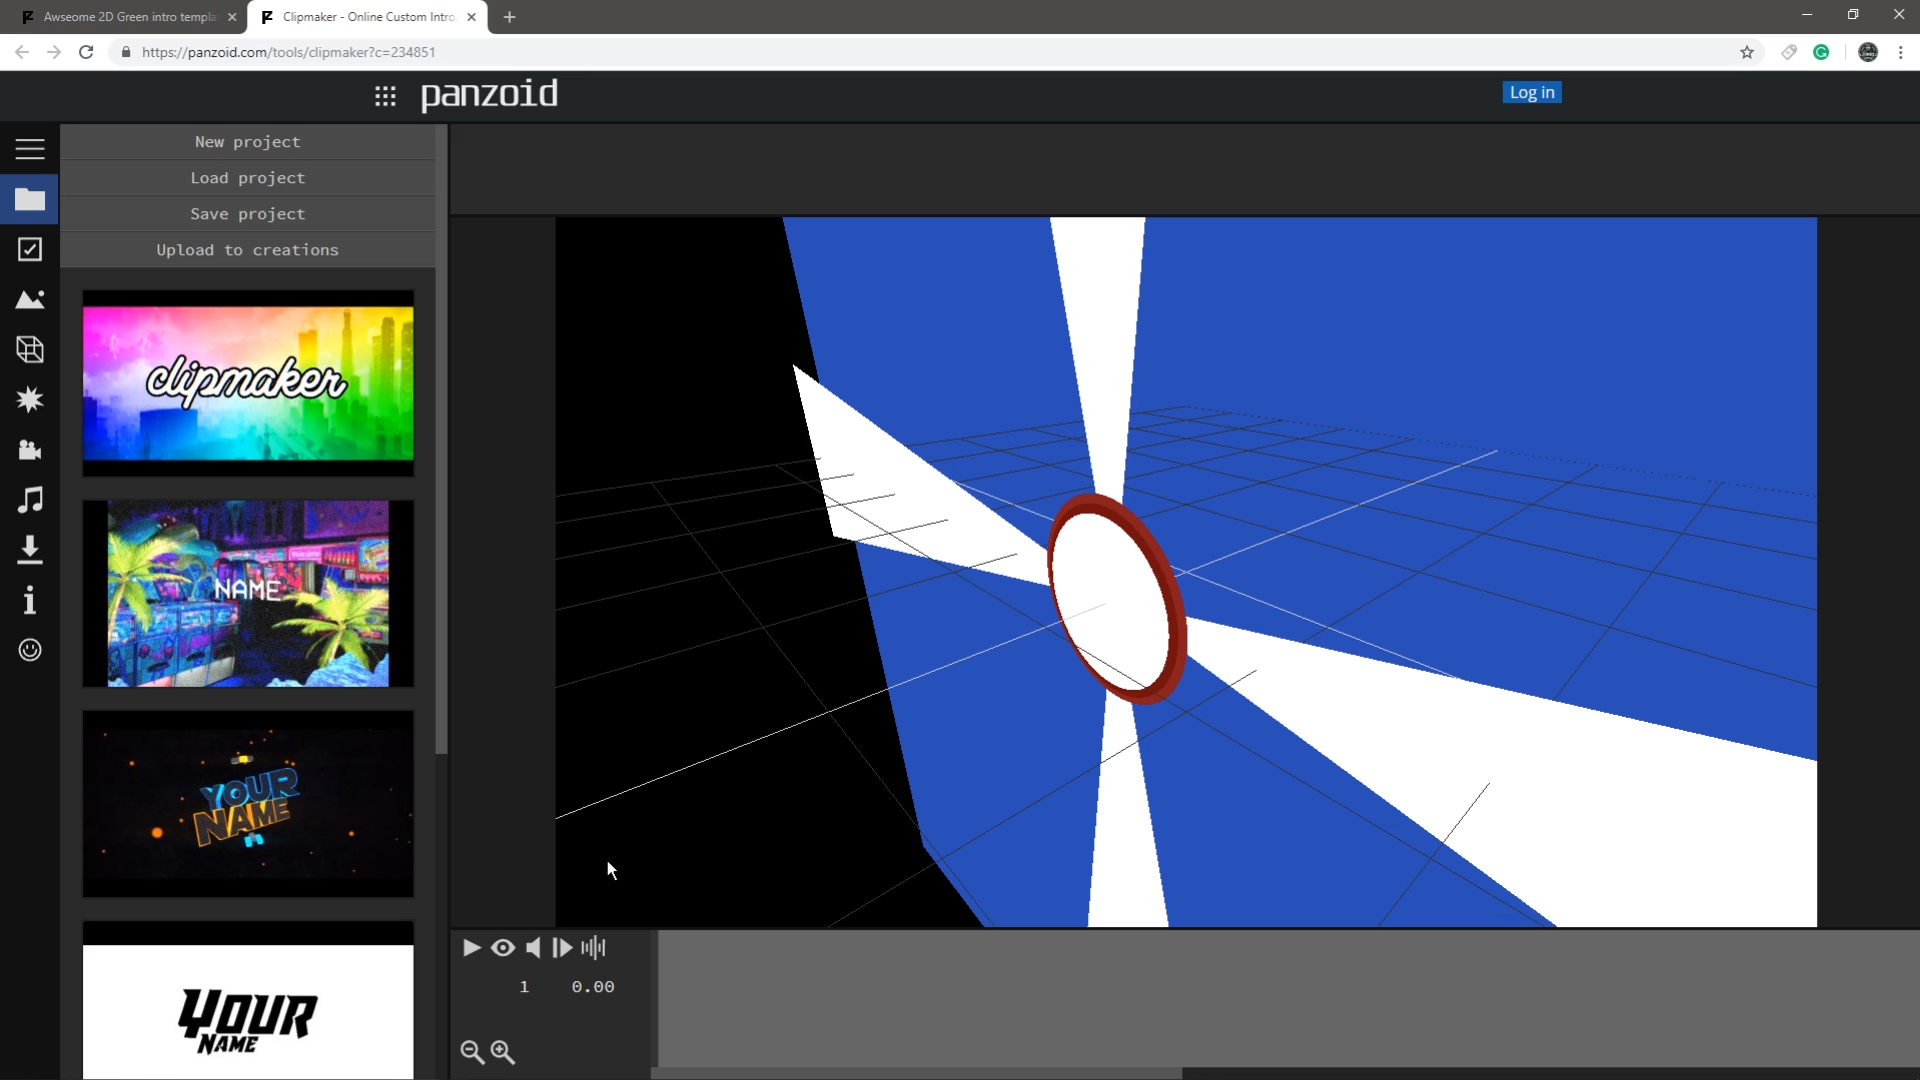 Awseome 2D Green intro templa
Clipmaker - Online Custom Intro
https://panzoid.com/tools/clipmaker?c=234851
panzoid
Log in
New project
Load project
Save project
Upload to creations
clipmaker
NAME
YOUR
NAME
YOUR
NAME
1 0.00